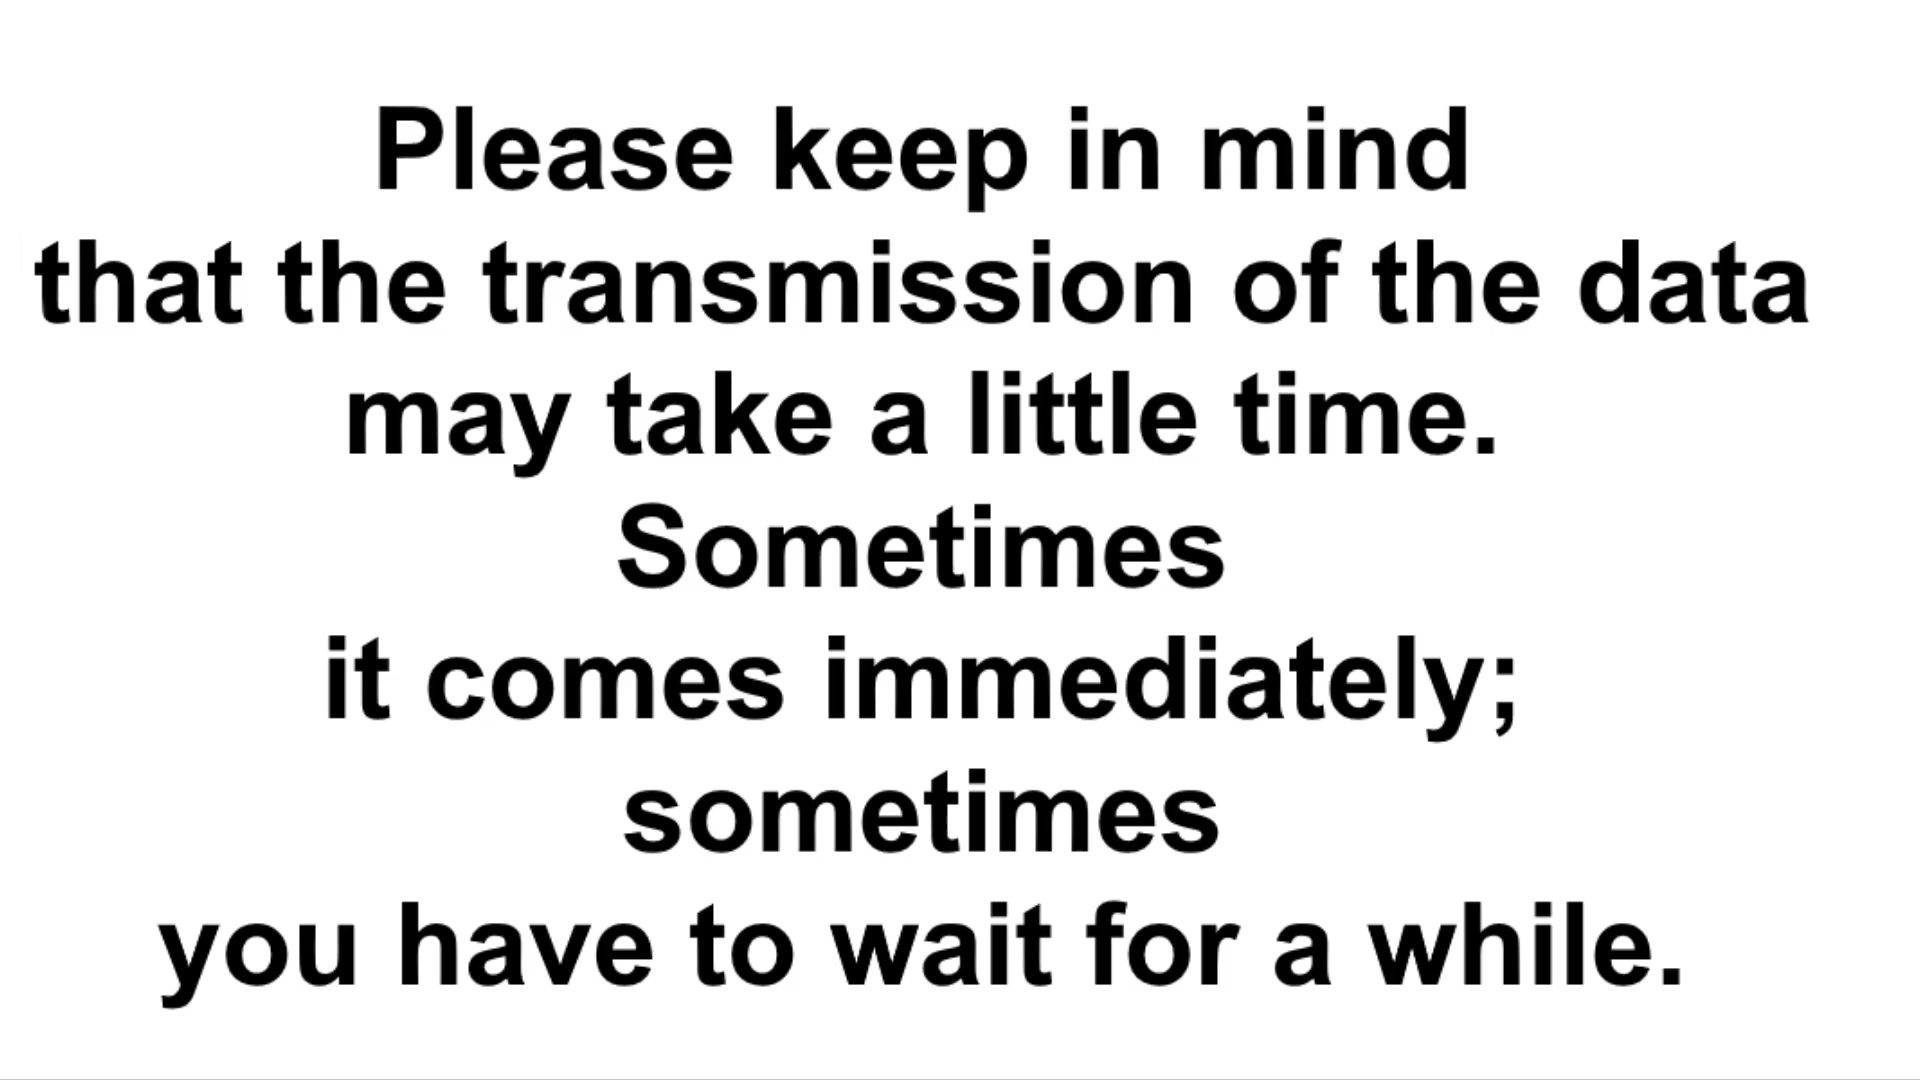 Please keep in mind
that the transmission of the data
may take a little time.
Sometimes
it comes immediately;
sometimes
you have to wait for a while.